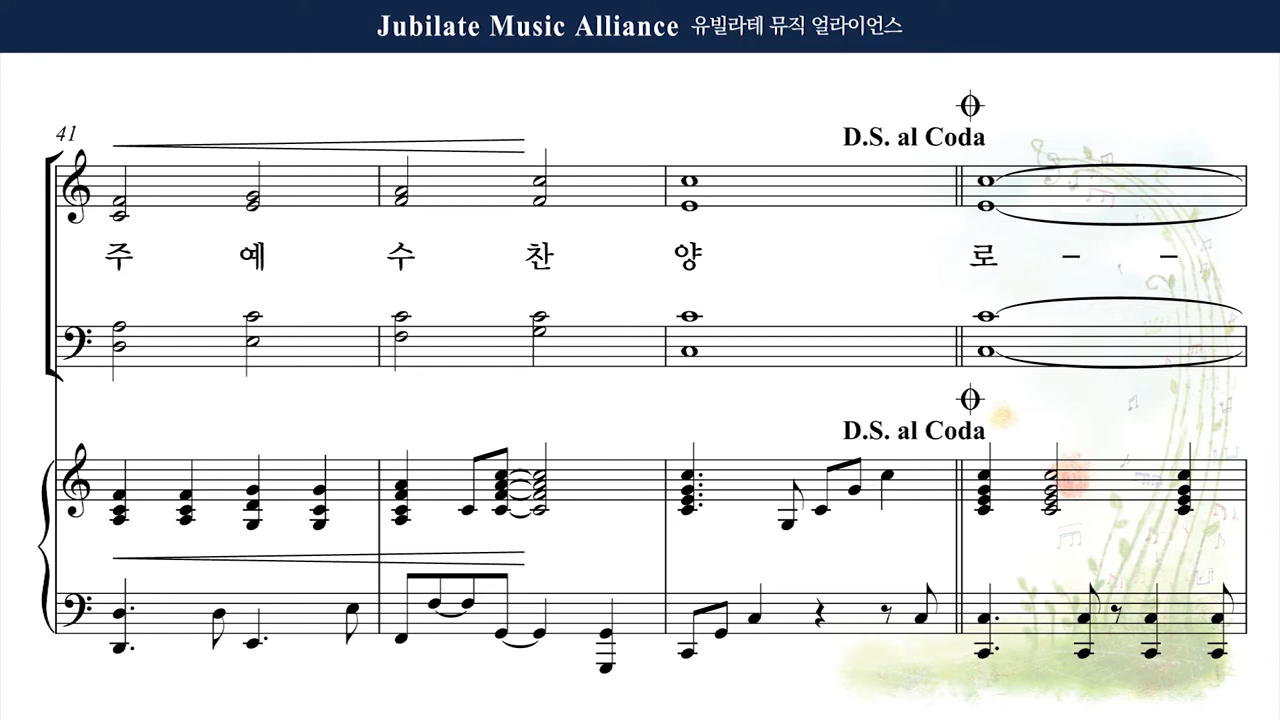 Jubilate Music Alliance 유빌라테 뮤직 얼라이언스
41
D.S. al Coda
주 예 수 찬 양 로 - -
D.S. al Coda